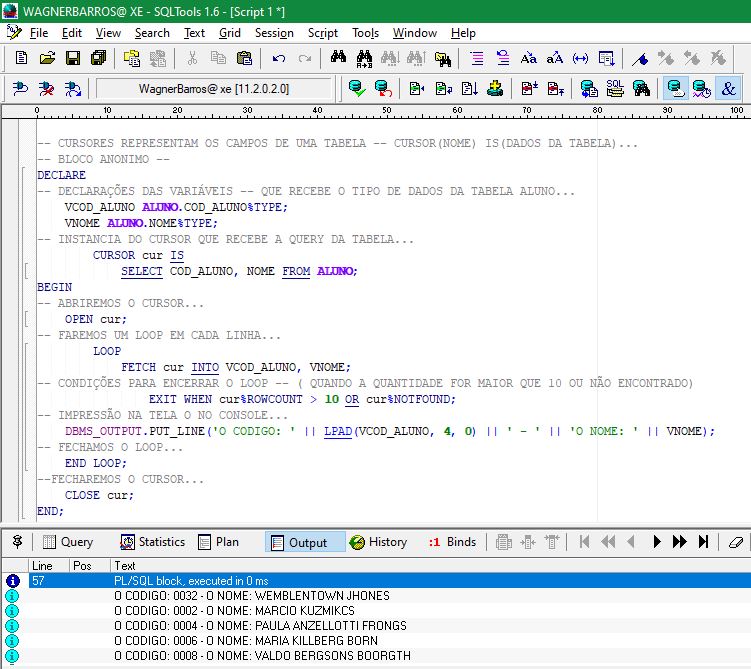 WAGNERBARROS@ XE - SQLTools 1.6 - [Script 1 *]
File Edit View Search Text Grid Session Script Tools Window Help
WagnerBarros@ xe [11.2.0.2.0]
0 10 20 30 40 50 60 70 80 90 100
-- CURSORES REPRESENTAM OS CAMPOS DE UMA TABELA -- CURSOR(NOME) IS(DADOS DA TABELA)...
-- BLOCO ANONIMO --
DECLARE
-- DECLARAÇÕES DAS VARIÁVEIS -- QUE RECEBE O TIPO DE DADOS DA TABELA ALUNO...
VCOD_ALUNO ALUNO.COD_ALUNO%TYPE;
VNOME ALUNO.NOME%TYPE;
-- INSTANCIA DO CURSOR QUE RECEBE A QUERY DA TABELA...
CURSOR cur IS
SELECT COD_ALUNO, NOME FROM ALUNO;
BEGIN
-- ABRIREMOS O CURSOR...
OPEN cur;
-- FAREMOS UM LOOP EM CADA LINHA...
LOOP
FETCH cur INTO VCOD_ALUNO, VNOME;
-- CONDIÇÕES PARA ENCERRAR O LOOP -- ( QUANDO A QUANTIDADE FOR MAIOR QUE 10 OU NÃO ENCONTRADO)
EXIT WHEN cur%ROWCOUNT > 10 OR cur%NOTFOUND;
-- IMPRESSÃO NA TELA O NO CONSOLE...
DBMS_OUTPUT.PUT_LINE('O CODIGO: ' || LPAD(VCOD_ALUNO, 4, 0) || ' - ' || 'O NOME: ' || VNOME);
-- FECHAMOS O LOOP...
END LOOP;
--FECHAREMOS O CURSOR...
CLOSE cur;
END;
Query Statistics Plan Output History :1 Binds
Line Pos Text
57 PL/SQL block, executed in 0 ms
O CODIGO: 0032 - O NOME: WEMBLENTOWN JHONES
O CODIGO: 0002 - O NOME: MARCIO KUZMIKCS
O CODIGO: 0004 - O NOME: PAULA ANZELLOTTI FRONGS
O CODIGO: 0006 - O NOME: MARIA KILLBERG BORN
O CODIGO: 0008 - O NOME: VALDO BERGSONS BOORGTH